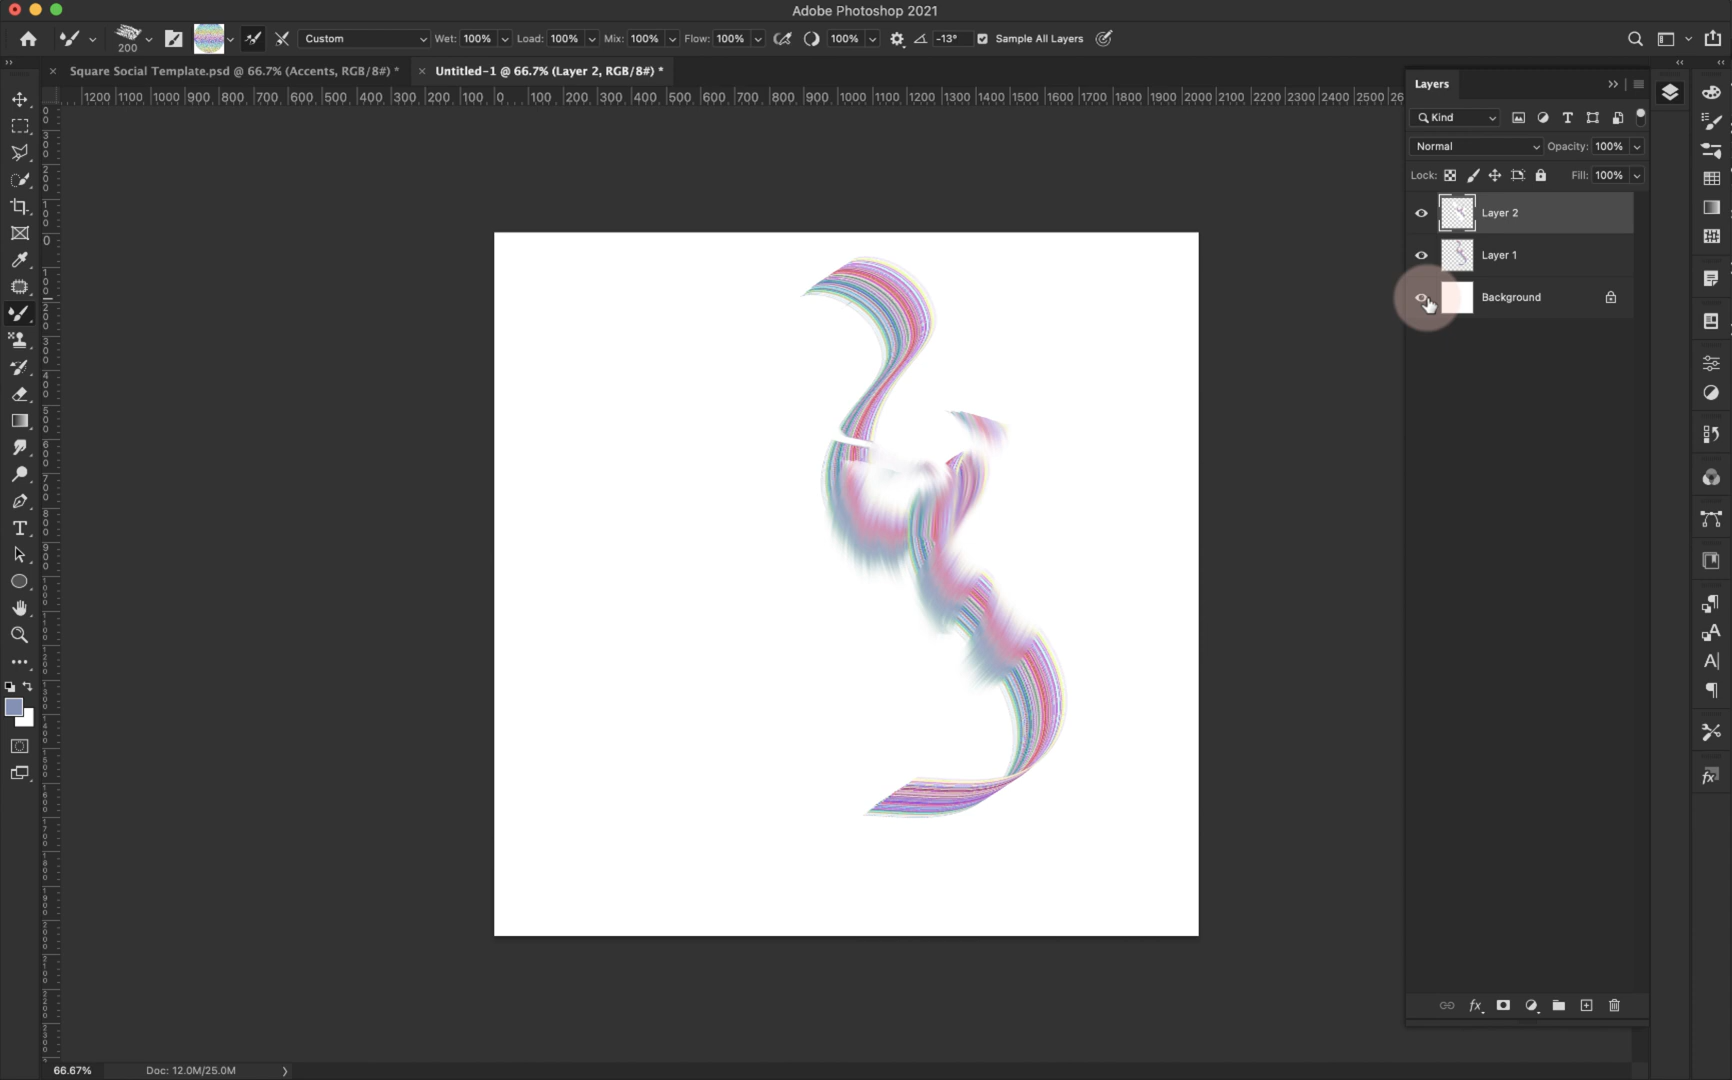 Adobe Photoshop 2021
200 Custom Wet: 100% Load: 100% Mix: 100% Flow: 100% 100% -13° Sample All Layers
Square Social Template.psd @ 66.7% (Accents, RGB/8#) * Untitled-1 @ 66.7% (Layer 2, RGB/8#) *
1200 1100 1000 900 800 700 600 500 400 300 200 100 0 100 200 300 400 500 600 700 800 900 1000 1100 1200 1300 1400 1500 1600 1700 1800 1900 2000 2100 2200 2300 2400 2500
Layers
Kind
Normal Opacity: 100%
Lock: Fill: 100%
Layer 2
Layer 1
Background
fx
66.67% Doc: 12.0M/25.0M